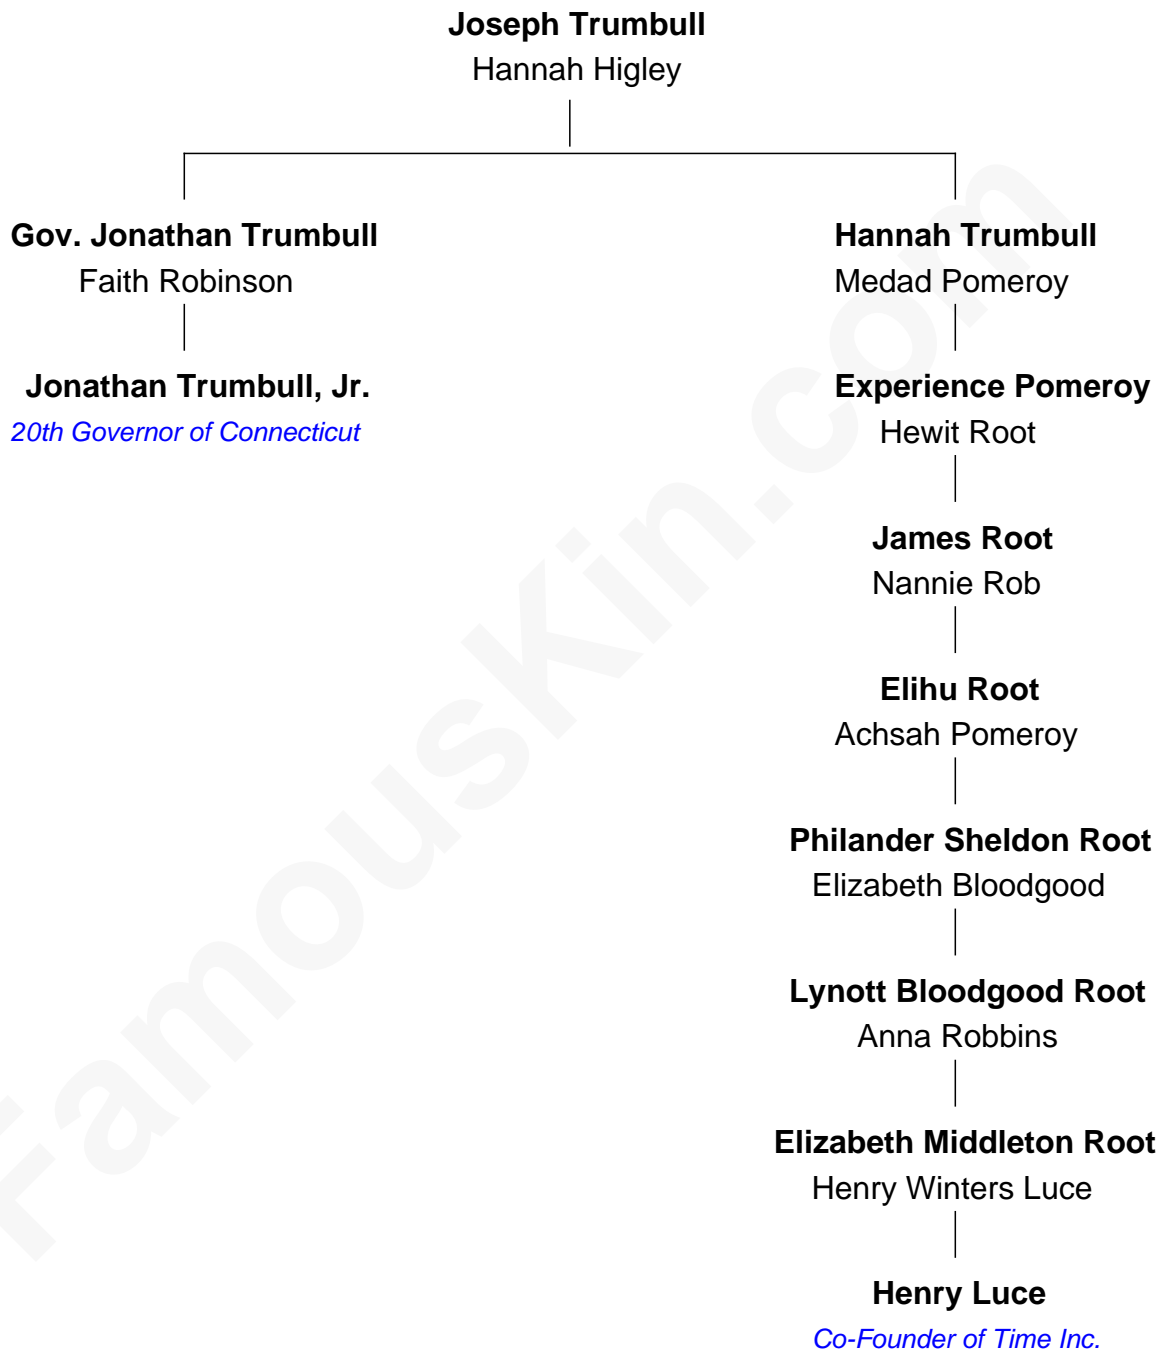 Joseph Trumbull
Hannah Higley
Gov. Jonathan Trumbull
Faith Robinson
Jonathan Trumbull, Jr.
20th Governor of Connecticut
Hannah Trumbull
Medad Pomeroy
Experience Pomeroy
Hewit Root
James Root
Nannie Rob
Elihu Root
Achsah Pomeroy
Philander Sheldon Root
Elizabeth Bloodgood
Lynott Bloodgood Root
Anna Robbins
Elizabeth Middleton Root
Henry Winters Luce
Henry Luce
Co-Founder of Time Inc.
FamousKin.com